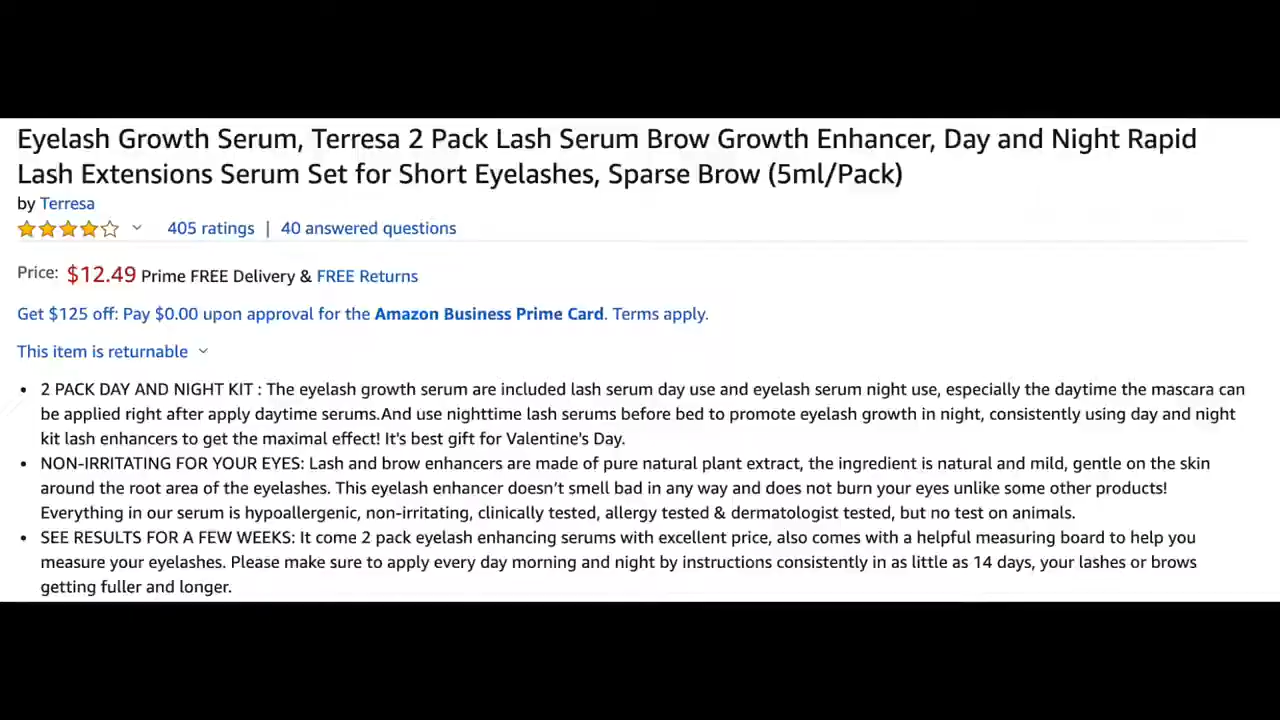 Eyelash Growth Serum, Terresa 2 Pack Lash Serum Brow Growth Enhancer, Day and Night Rapid
Lash Extensions Serum Set for Short Eyelashes, Sparse Brow (5ml/Pack)
by Terresa
405 ratings | 40 answered questions
Price: $12.49 Prime FREE Delivery & FREE Returns
Get $125 off: Pay $0.00 upon approval for the Amazon Business Prime Card. Terms apply.
This item is returnable
• 2 PACK DAY AND NIGHT KIT : The eyelash growth serum are included lash serum day use and eyelash serum night use, especially the daytime the mascara can
be applied right after apply daytime serums.And use nighttime lash serums before bed to promote eyelash growth in night, consistently using day and night
kit lash enhancers to get the maximal effect! It's best gift for Valentine's Day.
• NON-IRRITATING FOR YOUR EYES: Lash and brow enhancers are made of pure natural plant extract, the ingredient is natural and mild, gentle on the skin
around the root area of the eyelashes. This eyelash enhancer doesn’t smell bad in any way and does not burn your eyes unlike some other products!
Everything in our serum is hypoallergenic, non-irritating, clinically tested, allergy tested & dermatologist tested, but no test on animals.
• SEE RESULTS FOR A FEW WEEKS: It come 2 pack eyelash enhancing serums with excellent price, also comes with a helpful measuring board to help you
measure your eyelashes. Please make sure to apply every day morning and night by instructions consistently in as little as 14 days, your lashes or brows
getting fuller and longer.